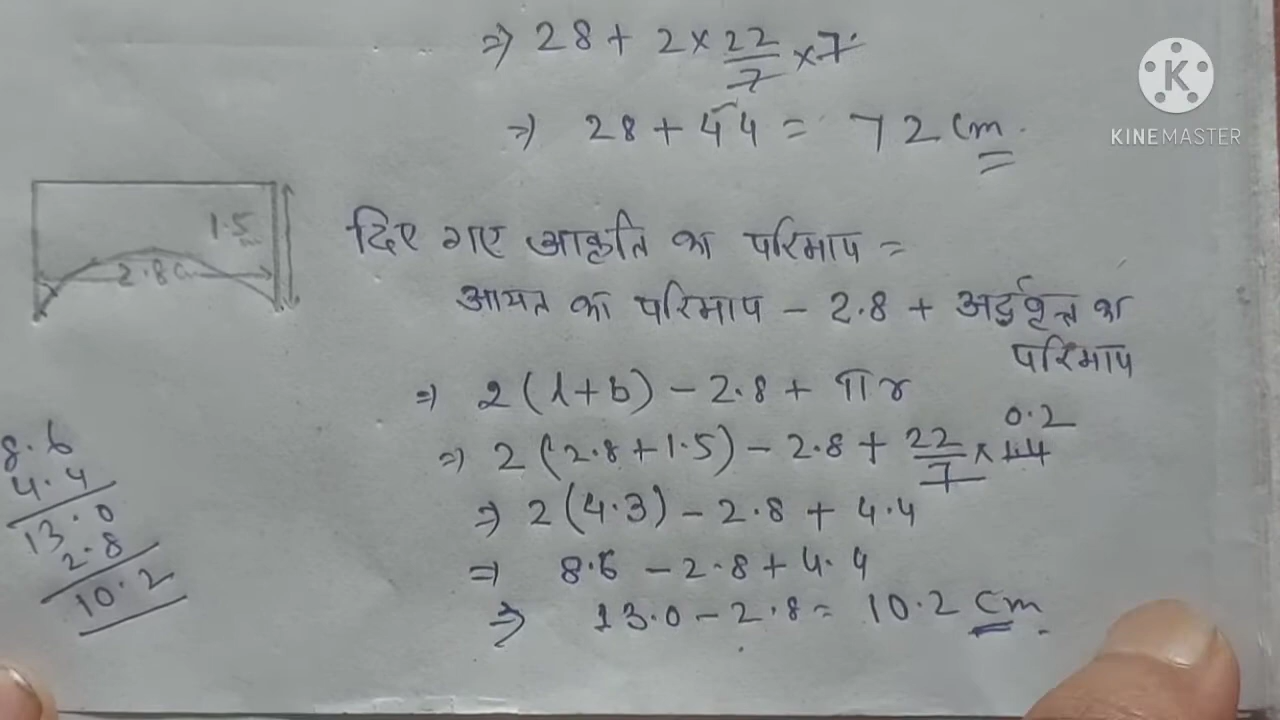 ⇒ 28 + 2 × 22/7 × 7
⇒ 28 + 44 = 72 cm.
K
KINEMASTER
1.5
2.8 c
दिए गए आकृति का परिमाप =
आयत का परिमाप - 2.8 + अर्द्धवृत्त का
परिमाप
⇒ 2(l+b) - 2.8 + πr
0.2
⇒ 2(2.8+1.5) - 2.8 + 22/7 × 1.4
⇒ 2(4.3) - 2.8 + 4.4
⇒ 8.6 - 2.8 + 4.4
⇒ 13.0 - 2.8 = 10.2 cm.
8.6
4.4
13.0
2.8
10.2